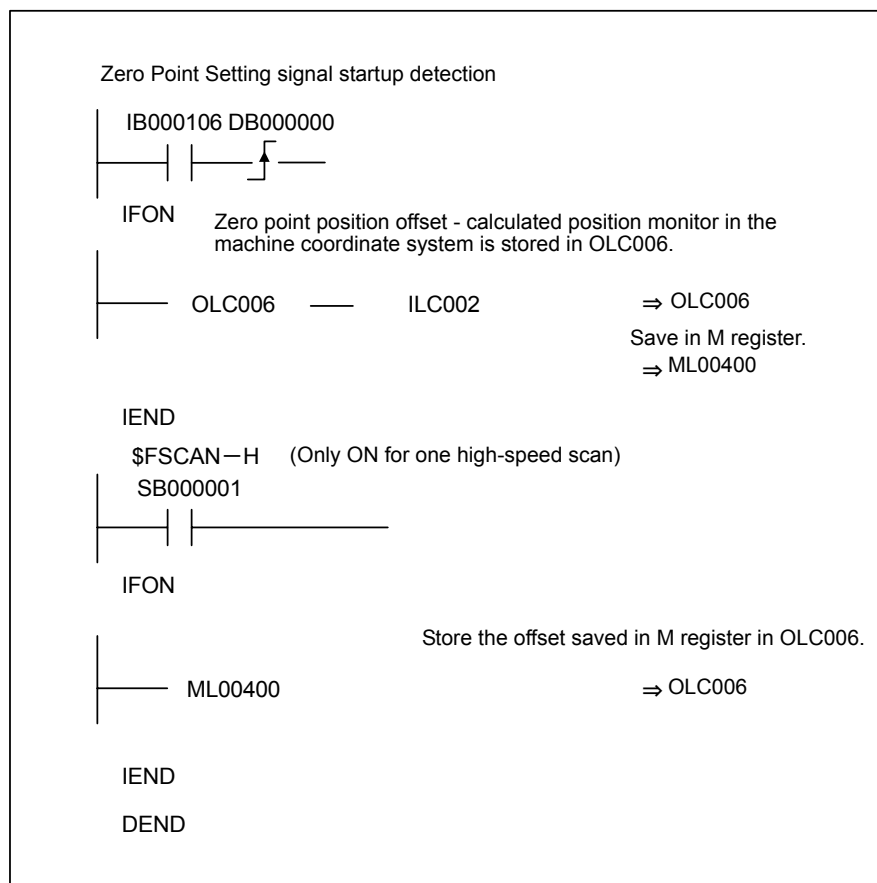 Zero Point Setting signal startup detection
IB000106 DB000000
IFON
Zero point position offset - calculated position monitor in the
machine coordinate system is stored in OLC006.
OLC006 — ILC002 ⇒ OLC006
Save in M register.
⇒ ML00400
IEND
$FSCAN－H (Only ON for one high-speed scan)
SB000001
IFON
Store the offset saved in M register in OLC006.
ML00400 ⇒ OLC006
IEND
DEND